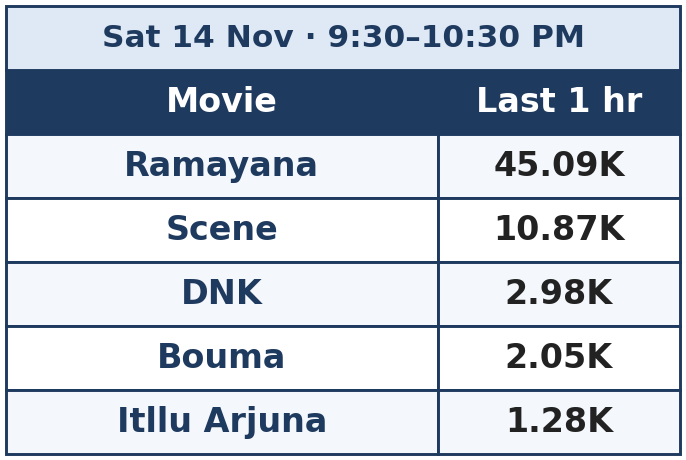 Sat 14 Nov · 9:30–10:30 PM
Movie Last 1 hr
Ramayana 45.09K
Scene 10.87K
DNK 2.98K
Bouma 2.05K
Itllu Arjuna 1.28K